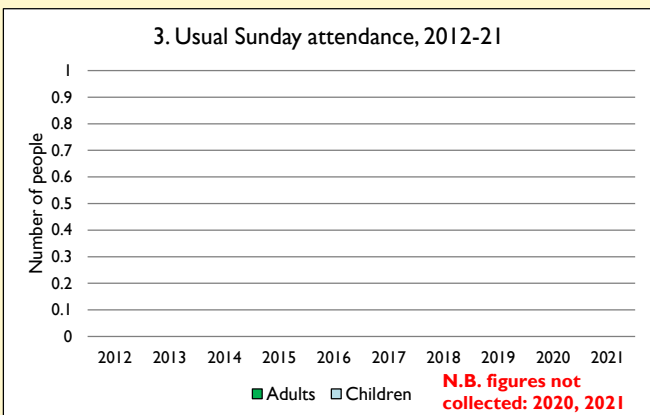 3. Usual Sunday attendance, 2012-21
Number of people
1
0.9
0.8
0.7
0.6
0.5
0.4
0.3
0.2
0.1
0
2012 2013 2014 2015 2016 2017 2018 2019 2020 2021
Adults Children
N.B. figures not
collected: 2020, 2021